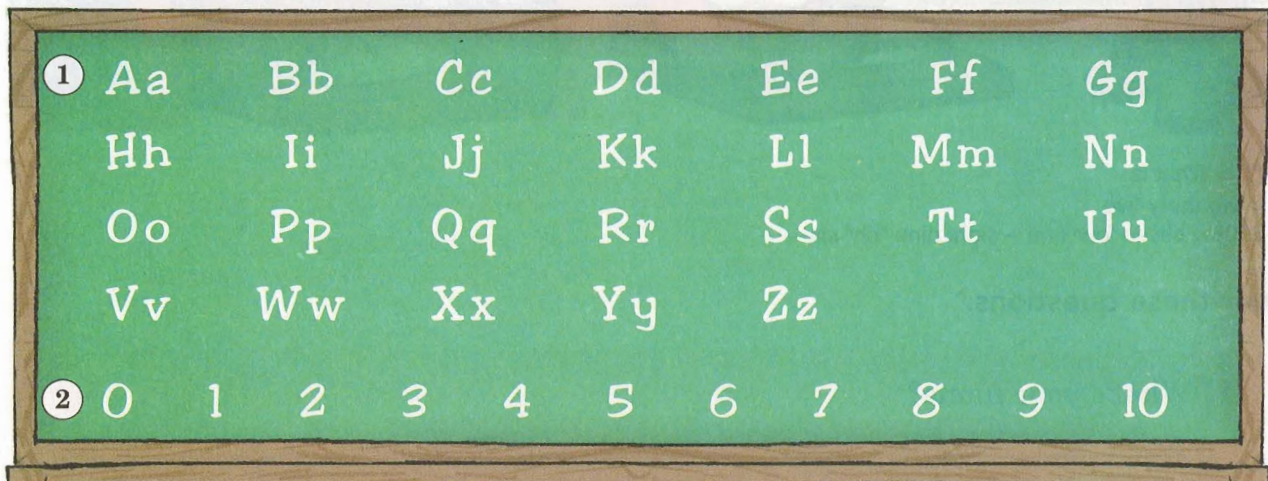 1 Aa Bb Cc Dd Ee Ff Gg
Hh Ii Jj Kk Ll Mm Nn
Oo Pp Qq Rr Ss Tt Uu
Vv Ww Xx Yy Zz
2 0 1 2 3 4 5 6 7 8 9 10